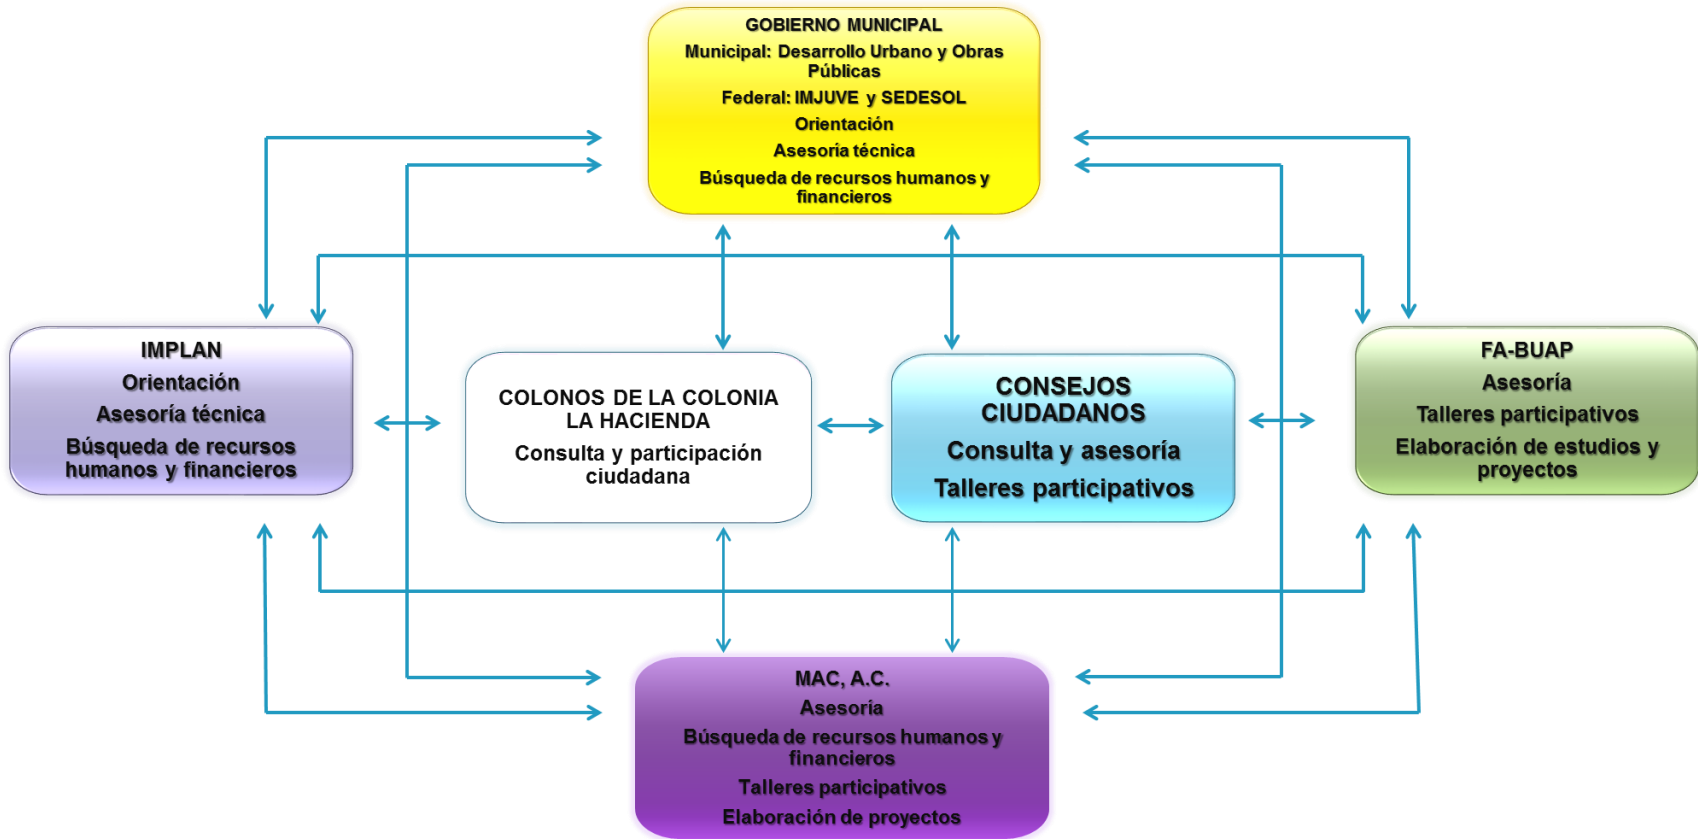 GOBIERNO MUNICIPAL
Municipal: Desarrollo Urbano y Obras
Públicas
Federal: IMJUVE y SEDESOL
Orientación
Asesoría técnica
Búsqueda de recursos humanos y
financieros
IMPLAN
Orientación
Asesoría técnica
Búsqueda de recursos
humanos y financieros
COLONOS DE LA COLONIA
LA HACIENDA
Consulta y participación
ciudadana
CONSEJOS
CIUDADANOS
Consulta y asesoría
Talleres participativos
FA-BUAP
Asesoría
Talleres participativos
Elaboración de estudios y
proyectos
MAC, A.C.
Asesoría
Búsqueda de recursos humanos y
financieros
Talleres participativos
Elaboración de proyectos